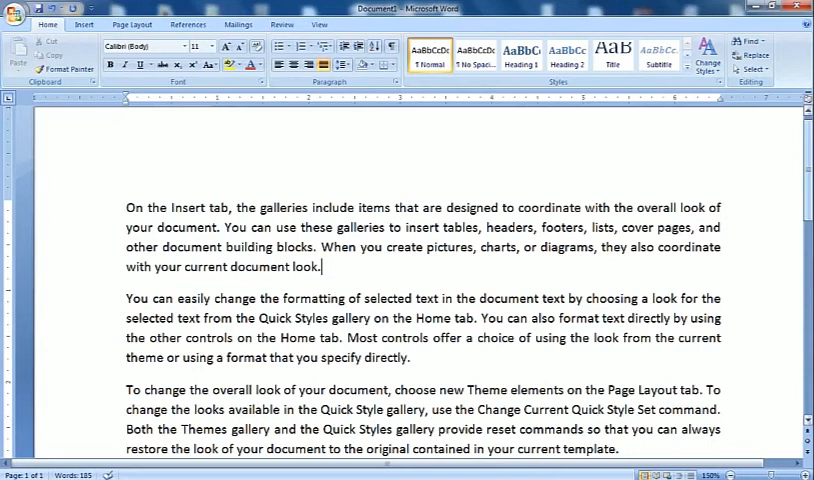 Document1 - Microsoft Word
Home Insert Page Layout References Mailings Review View
Cut
Copy
Format Painter
Paste
Clipboard
Calibri (Body) 11
Font
Paragraph
AaBbCcDc AaBbCcDc AaBbC AaBbCc AaB AaBbCc.
¶ Normal ¶ No Spaci... Heading 1 Heading 2 Title Subtitle
Change
Styles
Styles
Find
Replace
Select
Editing
On the Insert tab, the galleries include items that are designed to coordinate with the overall look of
your document. You can use these galleries to insert tables, headers, footers, lists, cover pages, and
other document building blocks. When you create pictures, charts, or diagrams, they also coordinate
with your current document look.
You can easily change the formatting of selected text in the document text by choosing a look for the
selected text from the Quick Styles gallery on the Home tab. You can also format text directly by using
the other controls on the Home tab. Most controls offer a choice of using the look from the current
theme or using a format that you specify directly.
To change the overall look of your document, choose new Theme elements on the Page Layout tab. To
change the looks available in the Quick Style gallery, use the Change Current Quick Style Set command.
Both the Themes gallery and the Quick Styles gallery provide reset commands so that you can always
restore the look of your document to the original contained in your current template.
Page: 1 of 1 Words: 185 150%